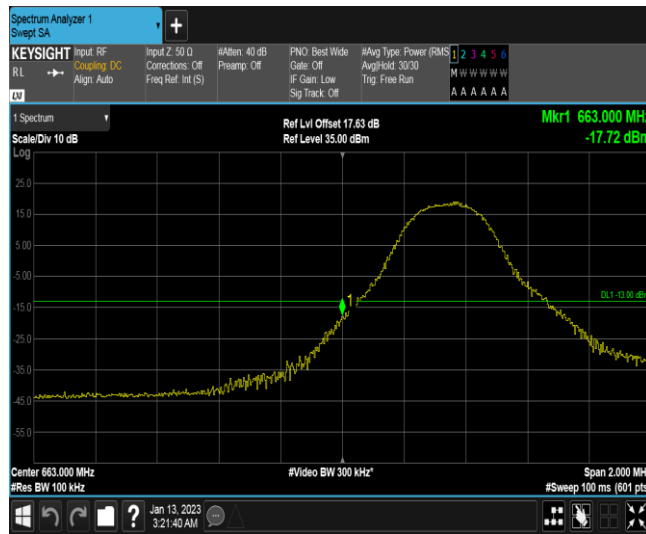 Spectrum Analyzer 1
Swept SA
KEYSIGHT
RL
LXI
Input: RF
Coupling: DC
Align: Auto
Input Z: 50 Ω
Corrections: Off
Freq Ref: Int (S)
#Atten: 40 dB
Preamp: Off
PNO: Best Wide
Gate: Off
IF Gain: Low
Sig Track: Off
#Avg Type: Power (RMS
Avg|Hold: 30/30
Trig: Free Run
1 2 3 4 5 6
M W W W W W
A A A A A A
1 Spectrum
Scale/Div 10 dB
Log
Ref Lvl Offset 17.63 dB
Ref Level 35.00 dBm
Mkr1 663.000 MHz
-17.72 dBm
25.0
15.0
5.00
-5.00
-15.0
-25.0
-35.0
-45.0
-55.0
1
DL1 -13.00 dBm
Center 663.000 MHz
#Res BW 100 kHz
#Video BW 300 kHz*
Span 2.000 MHz
#Sweep 100 ms (601 pts
Jan 13, 2023
3:21:40 AM